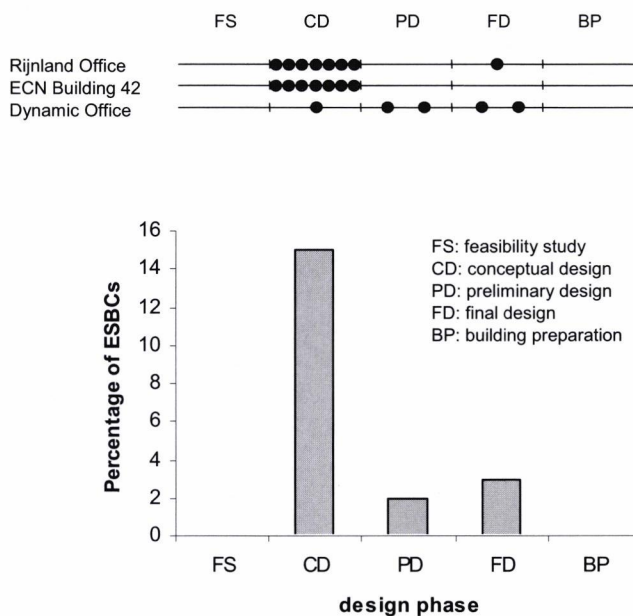 FS CD PD FD BP
Rijnland Office
ECN Building 42
Dynamic Office
16
14
12
10
8
6
4
2
0
Percentage of ESBCs
FS: feasibility study
CD: conceptual design
PD: preliminary design
FD: final design
BP: building preparation
FS CD PD FD BP
design phase